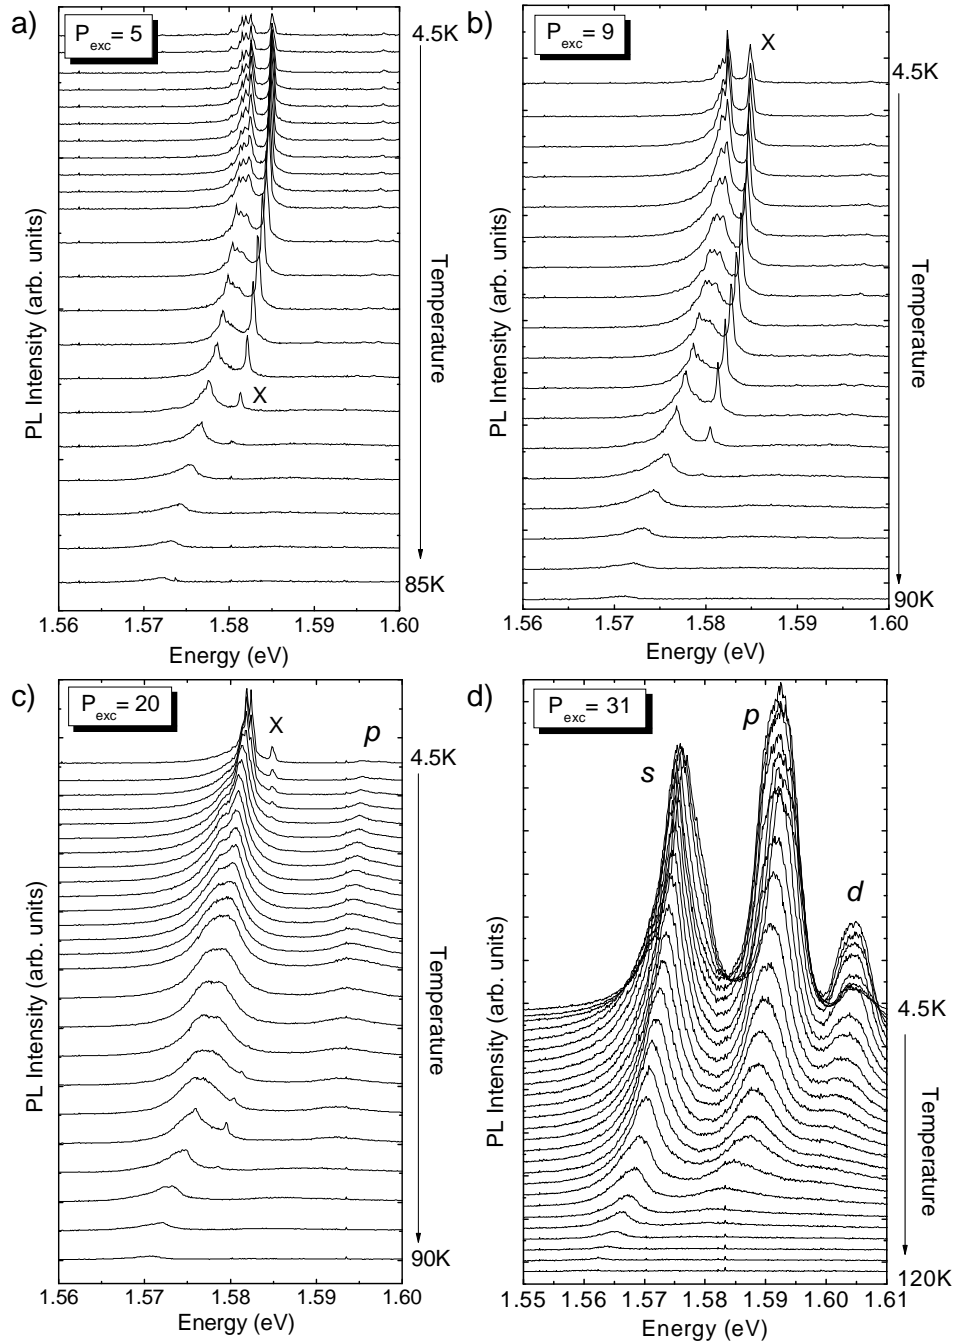 a)
P_exc = 5
4.5K
X
85K
Temperature
PL Intensity (arb. units)
1.56 1.57 1.58 1.59 1.60
Energy (eV)
b)
P_exc = 9
X
4.5K
90K
Temperature
PL Intensity (arb. units)
1.56 1.57 1.58 1.59 1.60
Energy (eV)
c)
P_exc = 20
X
p
4.5K
90K
Temperature
PL Intensity (arb. units)
1.56 1.57 1.58 1.59 1.60
Energy (eV)
d)
P_exc = 31
s
p
d
4.5K
120K
Temperature
PL Intensity (arb. units)
1.55 1.56 1.57 1.58 1.59 1.60 1.61
Energy (eV)